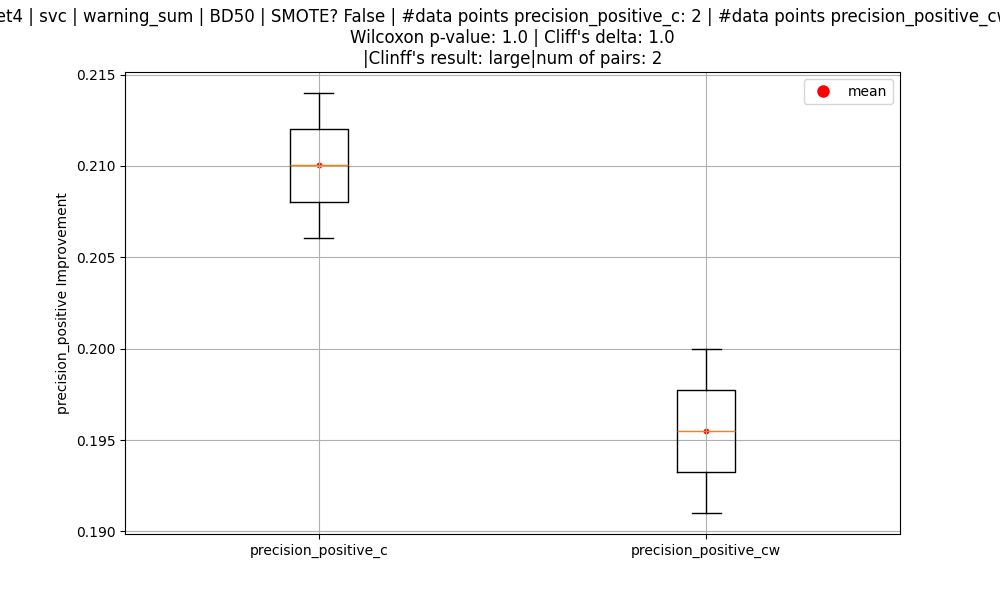 et4 | svc | warning_sum | BD50 | SMOTE? False | #data points precision_positive_c: 2 | #data points precision_positive_cw
Wilcoxon p-value: 1.0 | Cliff's delta: 1.0
|Clinff's result: large|num of pairs: 2
mean
0.215
0.210
0.205
0.200
0.195
0.190
precision_positive Improvement
precision_positive_c
precision_positive_cw